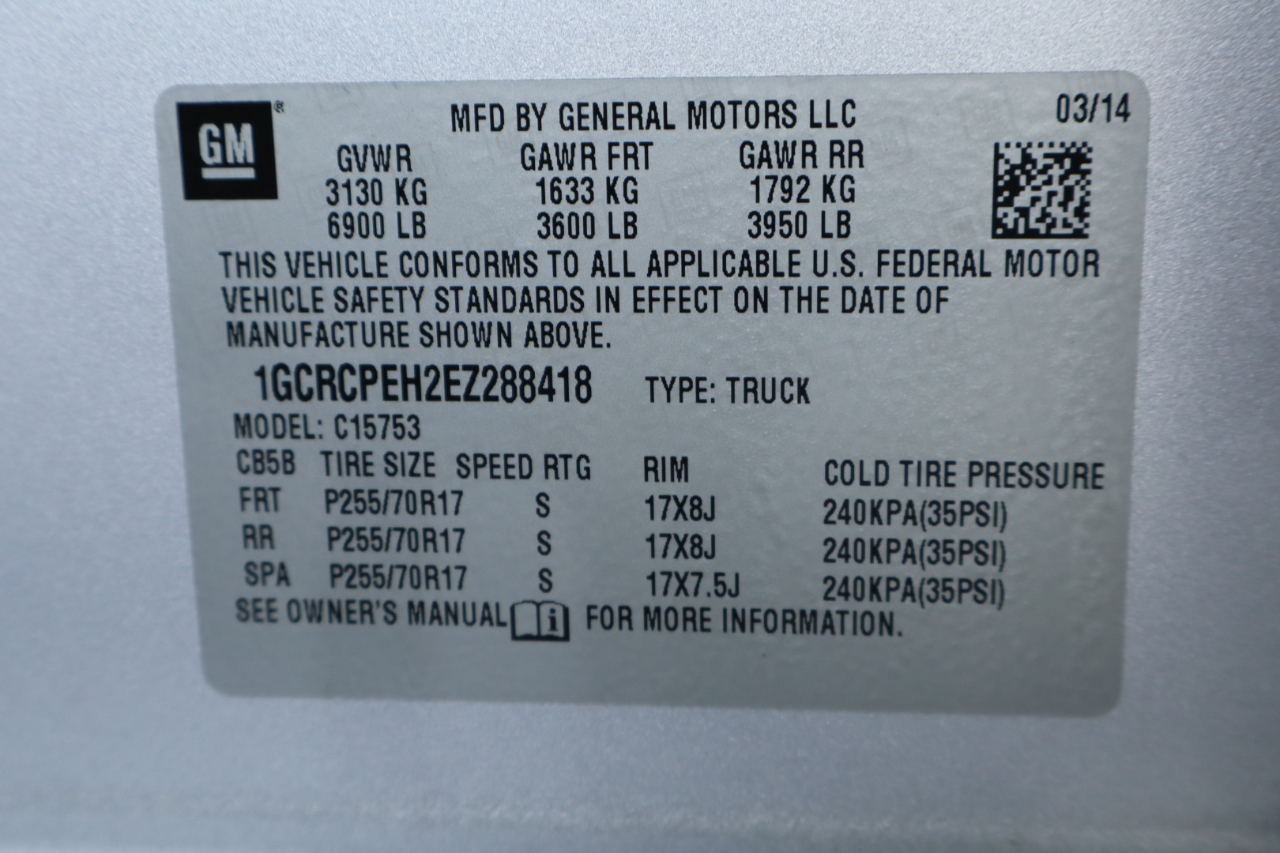 GM ®
MFD BY GENERAL MOTORS LLC 03/14
GVWR GAWR FRT GAWR RR
3130 KG 1633 KG 1792 KG
6900 LB 3600 LB 3950 LB
THIS VEHICLE CONFORMS TO ALL APPLICABLE U.S. FEDERAL MOTOR
VEHICLE SAFETY STANDARDS IN EFFECT ON THE DATE OF
MANUFACTURE SHOWN ABOVE.
1GCRCPEH2EZ288418 TYPE: TRUCK
MODEL: C15753
CB5B TIRE SIZE SPEED RTG RIM COLD TIRE PRESSURE
FRT P255/70R17 S 17X8J 240KPA(35PSI)
RR P255/70R17 S 17X8J 240KPA(35PSI)
SPA P255/70R17 S 17X7.5J 240KPA(35PSI)
SEE OWNER'S MANUAL i FOR MORE INFORMATION.